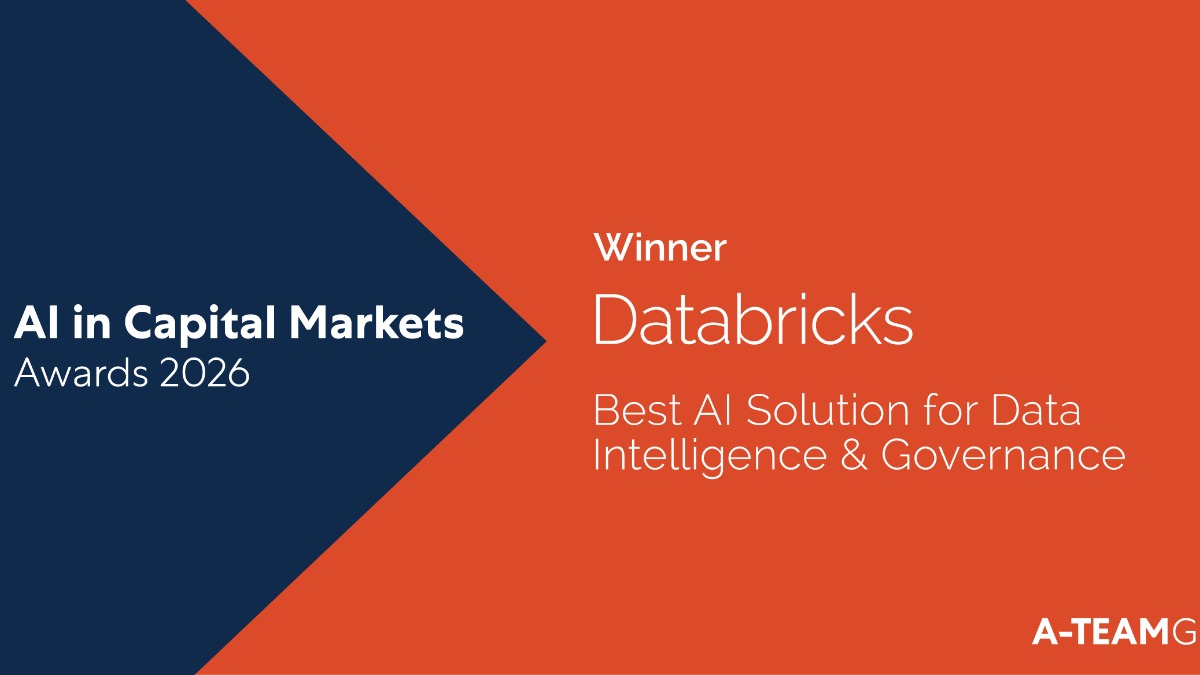 AI in Capital Markets
Awards 2026
Winner
Databricks
Best AI Solution for Data
Intelligence & Governance
A-TEAMG